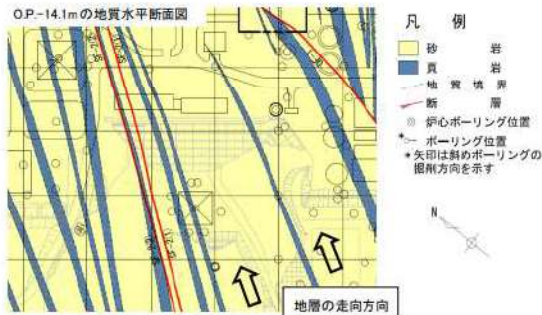 O.P.-14.1mの地質水平断面図
凡 例
砂 岩
頁 岩
地 質 境 界
断 層
炉心ボーリング位置
ボーリング位置
*矢印は斜めボーリングの
掘削方向を示す
N
地層の走向方向